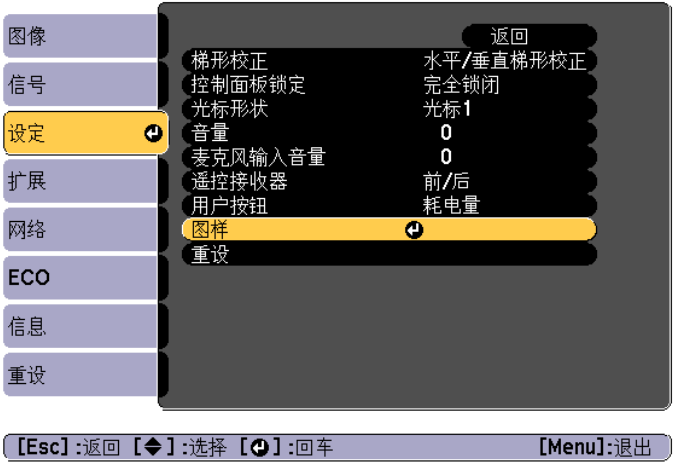 图像
信号
设定
扩展
网络
ECO
信息
重设
返回
梯形校正 水平/垂直梯形校正
控制面板锁定 完全锁闭
光标形状 光标1
音量 0
麦克风输入音量 0
遥控接收器 前/后
用户按钮 耗电量
图样
重设
[Esc]:返回 [◆]:选择 [⏎]:回车 [Menu]:退出